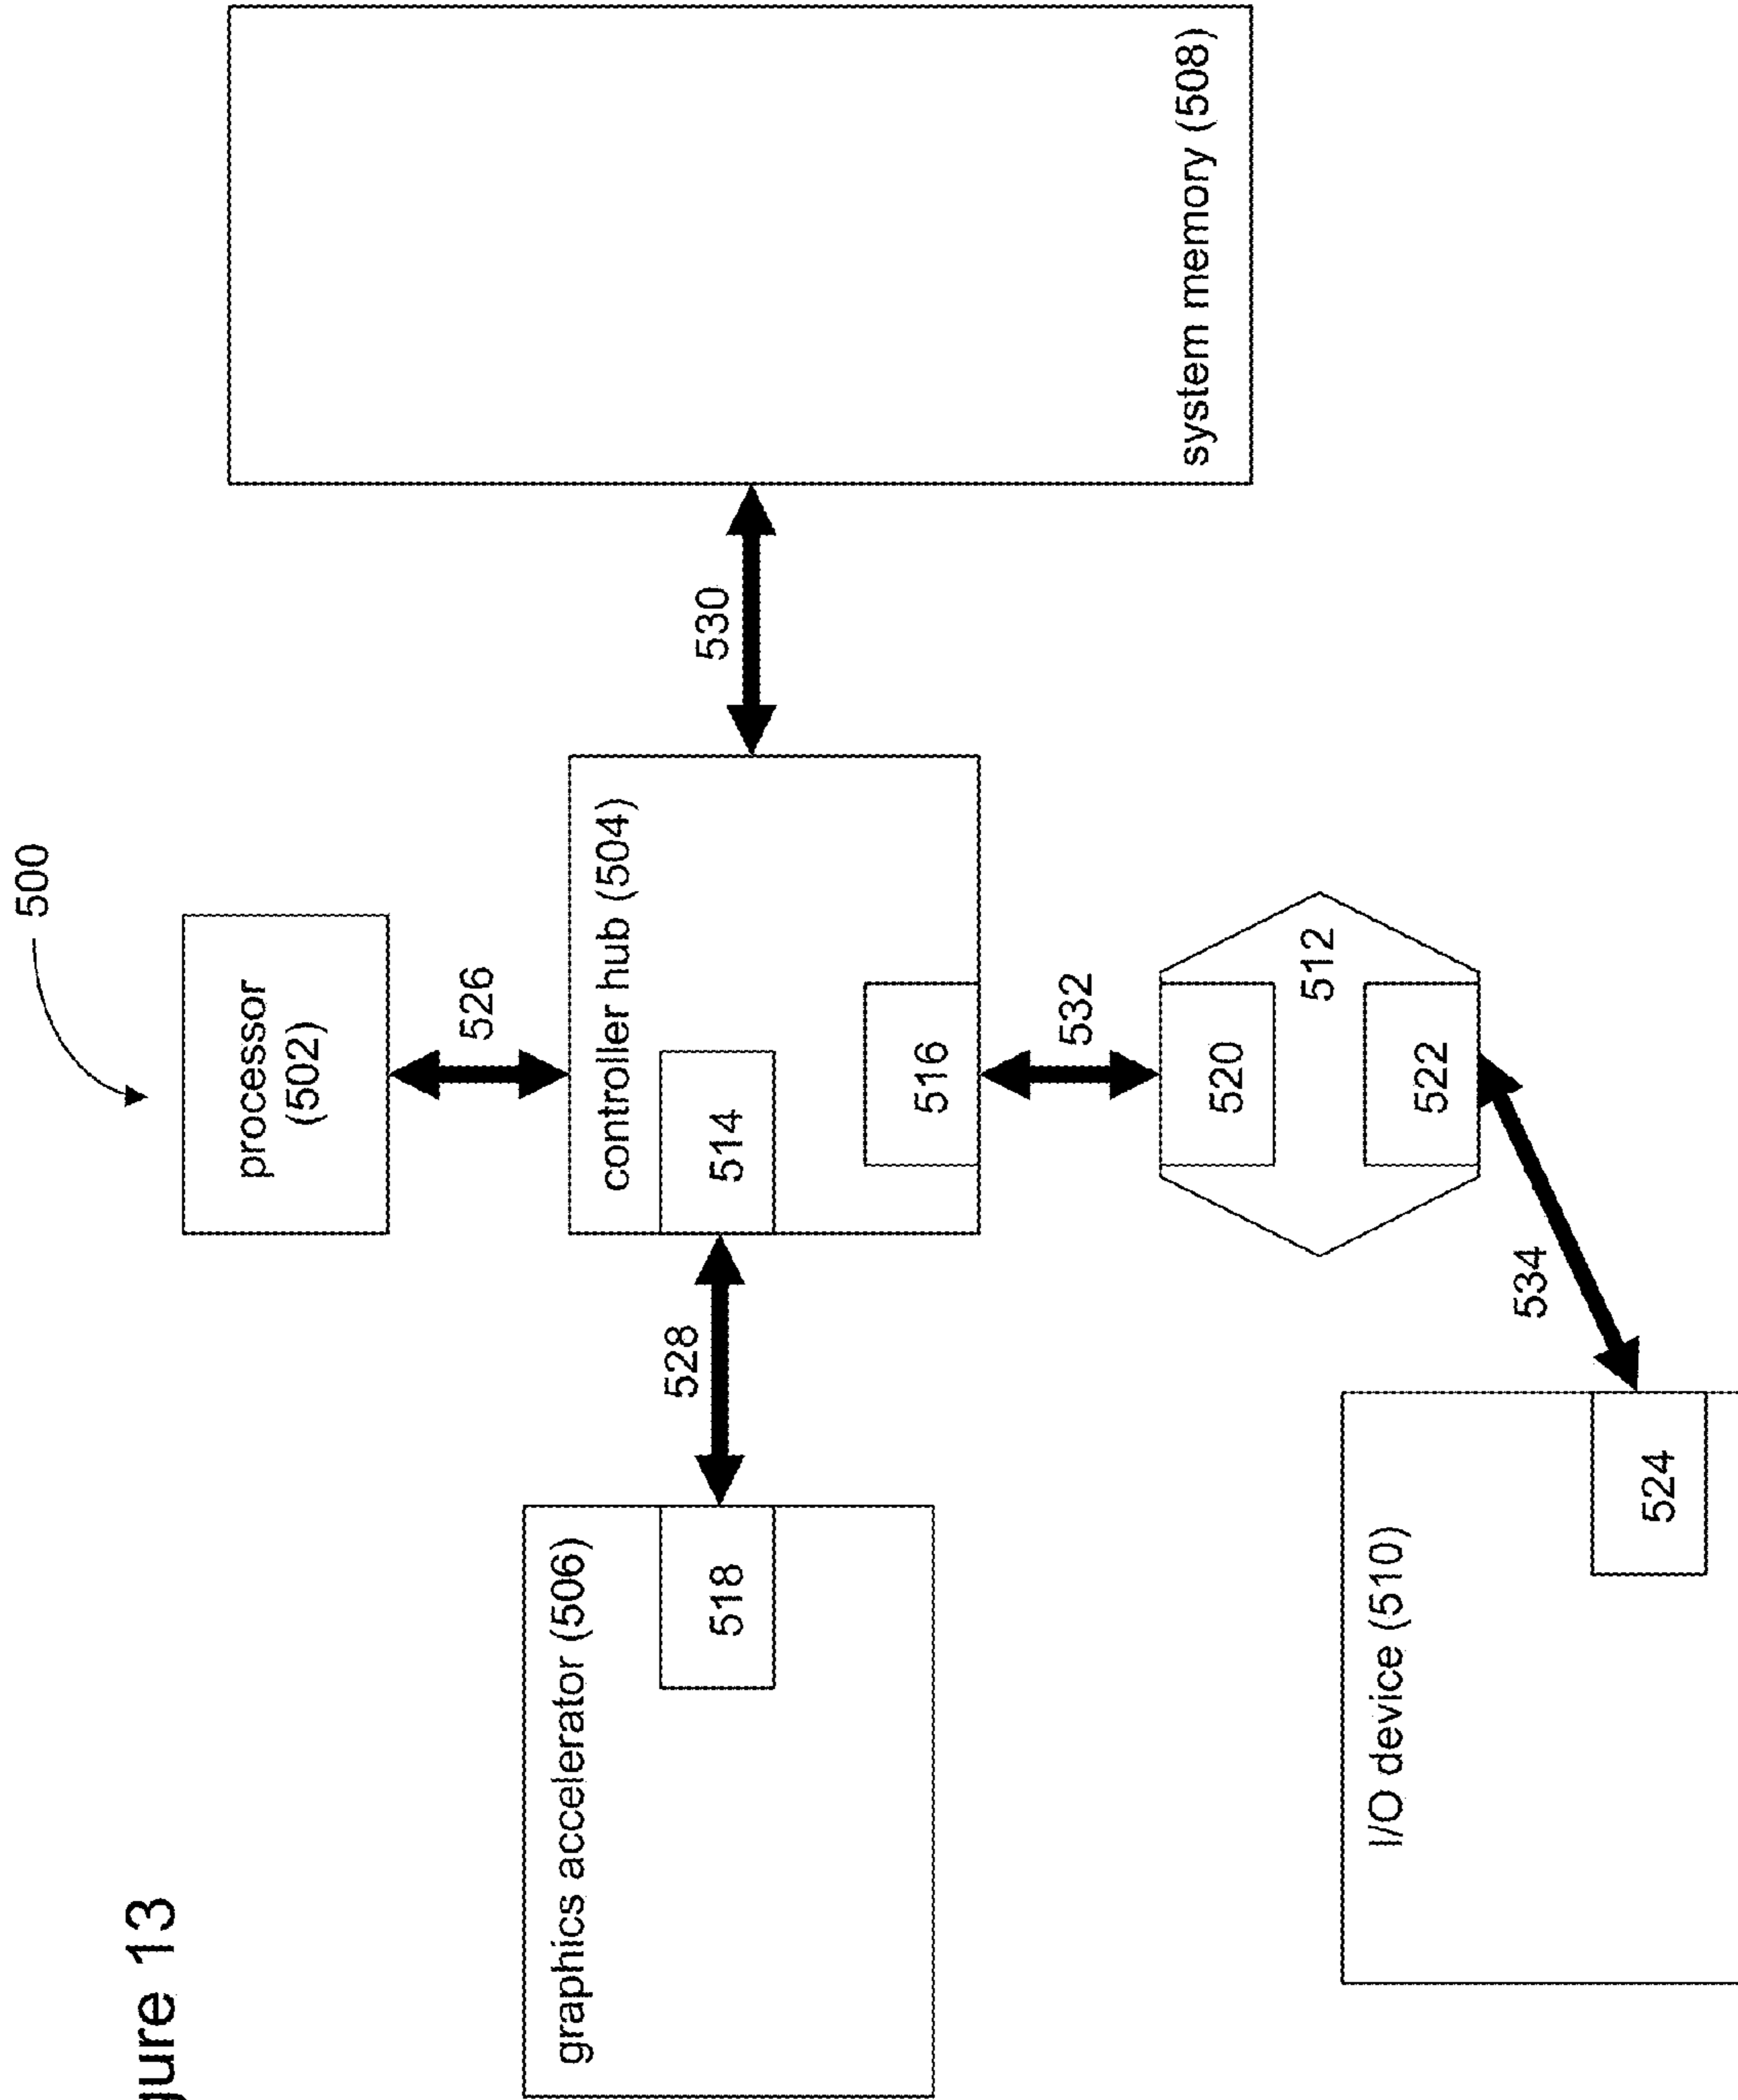 gure 13
500
processor
(502)
526
controller hub (504)
514
516
528
graphics accelerator (506)
518
530
system memory (508)
532
520
512
522
534
I/O device (510)
524